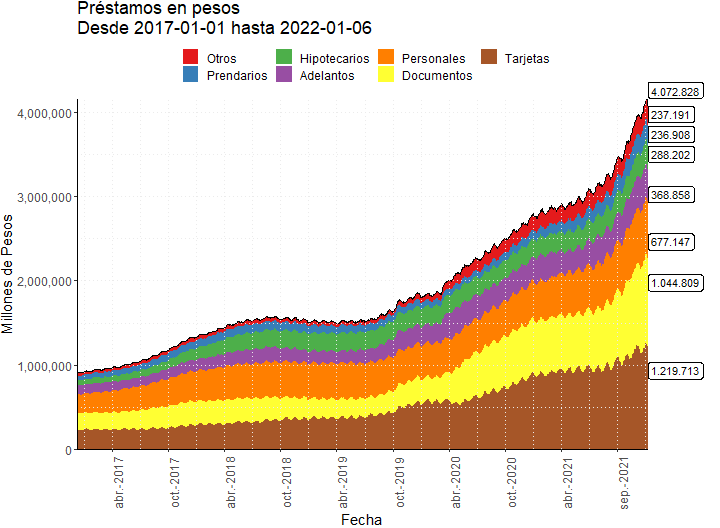 Préstamos en pesos
Desde 2017-01-01 hasta 2022-01-06
Otros Hipotecarios Personales Tarjetas
Prendarios Adelantos Documentos
Millones de Pesos
4,000,000
3,000,000
2,000,000
1,000,000
0
4.072.828
237.191
236.908
288.202
368.858
677.147
1.044.809
1.219.713
abr.-2017
oct.-2017
abr.-2018
oct.-2018
abr.-2019
oct.-2019
abr.-2020
oct.-2020
abr.-2021
sep.-2021
Fecha